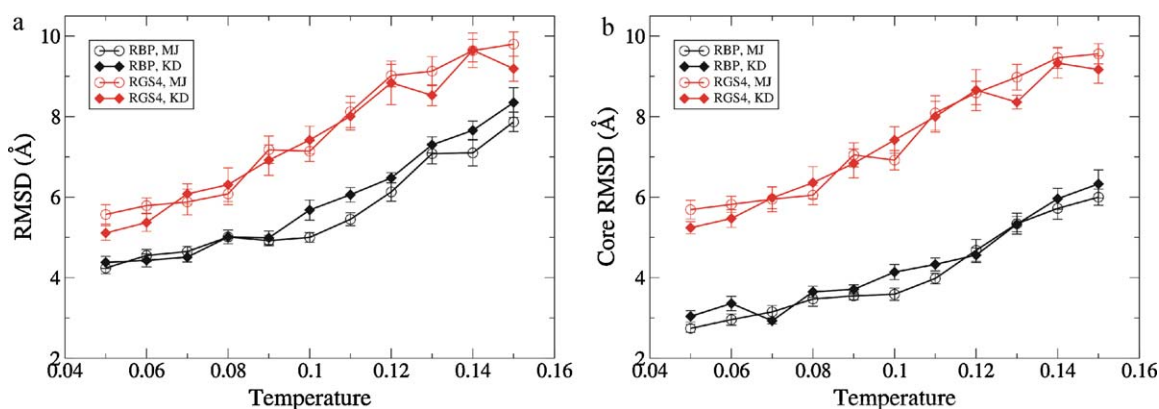 a
10
8
6
4
2
RMSD (Å)
RBP, MJ
RBP, KD
RGS4, MJ
RGS4, KD
0.04 0.06 0.08 0.1 0.12 0.14 0.16
Temperature
b
10
8
6
4
2
Core RMSD (Å)
RBP, MJ
RBP, KD
RGS4, MJ
RGS4, KD
0.04 0.06 0.08 0.1 0.12 0.14 0.16
Temperature